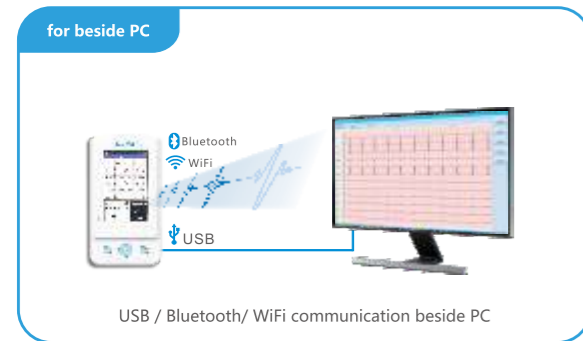 for beside PC
Bluetooth
WiFi
USB
USB / Bluetooth/ WiFi communication beside PC